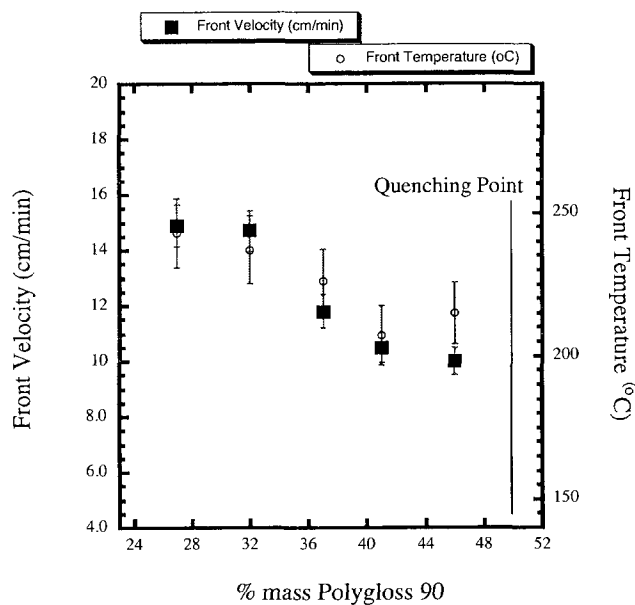 Front Velocity (cm/min)
Front Temperature (oC)
20
18
16
14
12
10
8.0
6.0
4.0
Front Velocity (cm/min)
Quenching Point
250
200
150
Front Temperature (°C)
24 28 32 36 40 44 48 52
% mass Polygloss 90